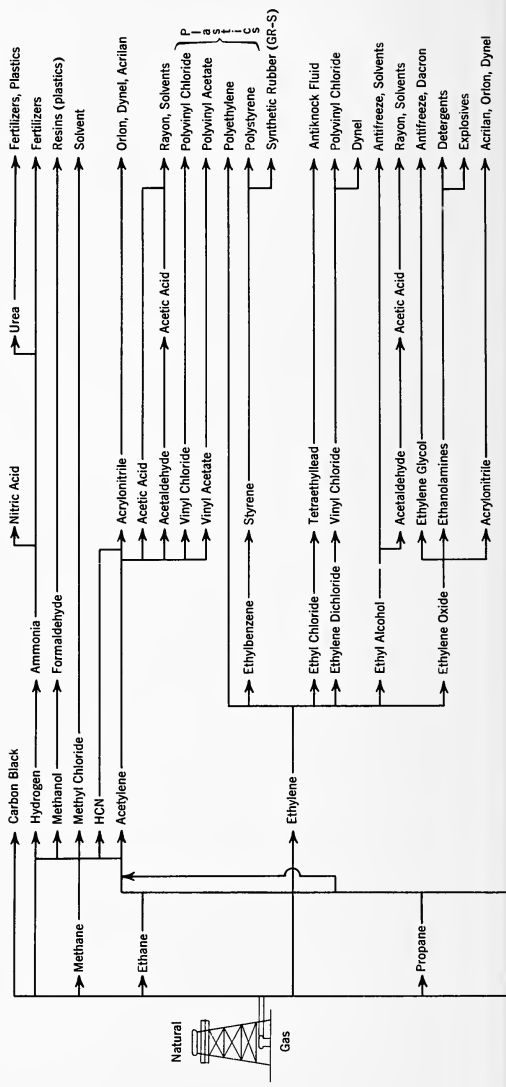 Natural
Gas
Methane
Ethane
Propane
Carbon Black
Hydrogen
Methanol
Methyl Chloride
HCN
Acetylene
Ethylene
Ammonia
Formaldehyde
Ethylbenzene
Ethyl Chloride
Ethylene Dichloride
Ethyl Alcohol
Ethylene Oxide
Nitric Acid
Acrylonitrile
Acetic Acid
Acetaldehyde
Vinyl Chloride
Vinyl Acetate
Styrene
Tetraethyllead
Vinyl Chloride
Acetaldehyde
Ethylene Glycol
Ethanolamines
Acrylonitrile
Urea
Acetic Acid
Acetic Acid
Fertilizers, Plastics
Fertilizers
Resins (plastics)
Solvent
Orlon, Dynel, Acrilan
Rayon, Solvents
Polyvinyl Chloride
Polyvinyl Acetate
Polyethylene
Polystyrene
Plastics
Synthetic Rubber (GR-S)
Antiknock Fluid
Polyvinyl Chloride
Dynel
Antifreeze, Solvents
Rayon, Solvents
Antifreeze, Dacron
Detergents
Explosives
Acrilan, Orlon, Dynel